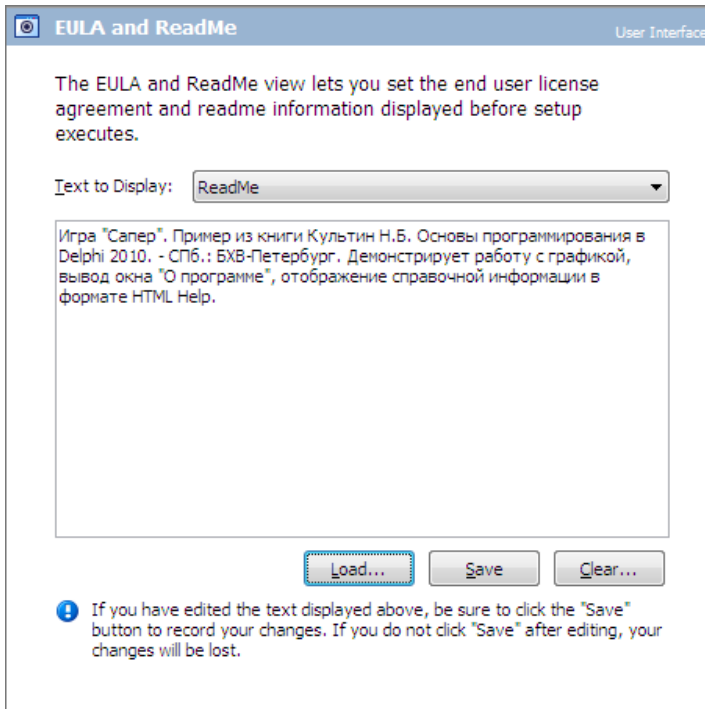 EULA and ReadMe
User Interface
The EULA and ReadMe view lets you set the end user license
agreement and readme information displayed before setup
executes.
Text to Display:
ReadMe
Игра "Сапер". Пример из книги Культин Н.Б. Основы программирования в
Delphi 2010. - СПб.: БХВ-Петербург. Демонстрирует работу с графикой,
вывод окна "О программе", отображение справочной информации в
формате HTML Help.
Load...
Save
Clear...
If you have edited the text displayed above, be sure to click the "Save"
button to record your changes. If you do not click "Save" after editing, your
changes will be lost.